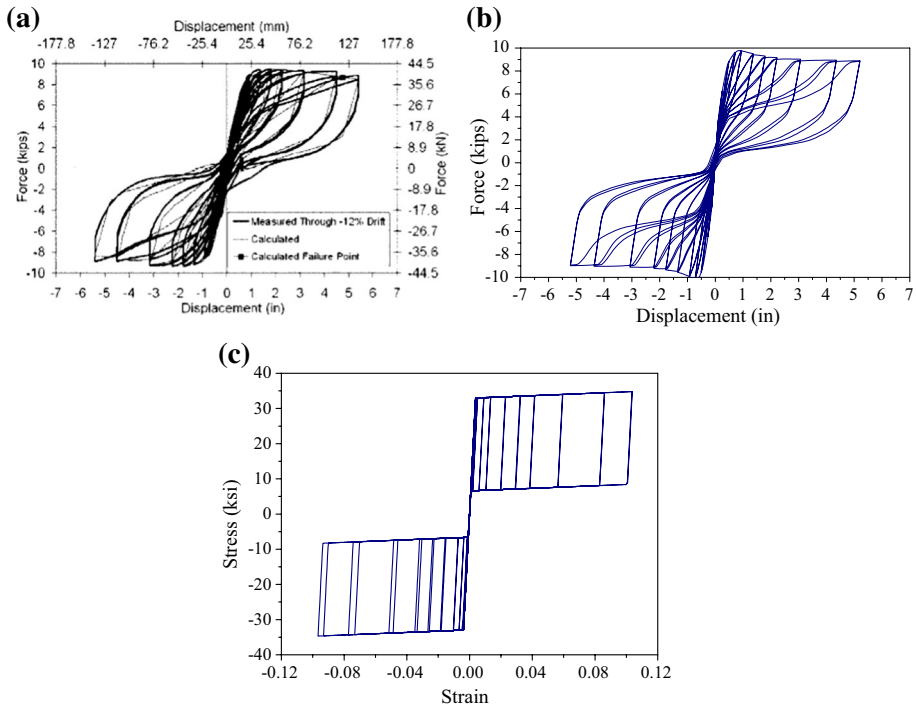 (a)
Displacement (mm)
-177.8 -127 -76.2 -25.4 25.4 76.2 127 177.8
10 8 6 4 2 0 -2 -4 -6 -8 -10
Force (kips)
44.5 35.6 26.7 17.8 8.9 0 -8.9 -17.8 -26.7 -35.6 -44.5
Force (kN)
Measured Through -12% Drift
Calculated
Calculated Failure Point
-7 -6 -5 -4 -3 -2 -1 0 1 2 3 4 5 6 7
Displacement (in)
(b)
10 8 6 4 2 0 -2 -4 -6 -8 -10
Force (kips)
-7 -6 -5 -4 -3 -2 -1 0 1 2 3 4 5 6 7
Displacement (in)
(c)
40 30 20 10 0 -10 -20 -30 -40
Stress (ksi)
-0.12 -0.08 -0.04 0.00 0.04 0.08 0.12
Strain